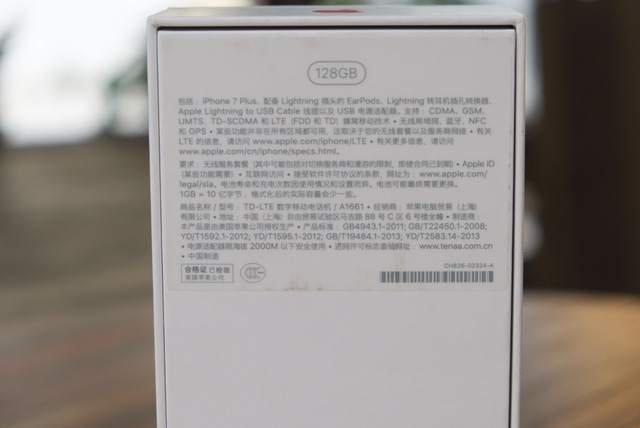 128GB
包括：iPhone 7 Plus、配备 Lightning 插头的 EarPods、Lightning 转耳机插孔转换器、
Apple Lightning to USB Cable 线缆以及 USB 电源适配器。支持：CDMA、GSM、
UMTS、TD-SCDMA 和 LTE（FDD 和 TD）蜂窝移动技术 • 无线局域网、蓝牙、NFC
和 GPS • 某些功能并非在所有区域都可用，这取决于您的无线套餐以及服务商网络 • 有关
LTE 的信息，请访问 www.apple.com/iphone/LTE • 有关更多信息，请访问
www.apple.com/cn/iphone/specs.html。
要求：无线服务套餐（其中可能包括对切换服务商和漫游的限制，即使合同已到期）• Apple ID
（某些功能需要）• 互联网访问 • 接受软件许可协议的条款，网址为：www.apple.com/
legal/sla。电池寿命和充电次数因使用情况和设置而异。电池可能最终需要更换。
1GB = 10 亿字节；格式化后的实际容量会少一些。
商品名称／型号：TD-LTE 数字移动电话机／A1661 • 经销商：苹果电脑贸易（上海）
有限公司 • 地址：中国（上海）自由贸易试验区马吉路 88 号 C 区 6 号楼全幢 • 制造商：
本产品是由美国苹果公司授权生产 • 产品标准：GB4943.1-2011; GB/T22450.1-2008;
YD/T1592.1-2012; YD/T1595.1-2012; GB/T19484.1-2013; YD/T2583.14-2013
• 电源适配器限海拔 2000M 以下安全使用 • 进网许可标志查验网址：www.tenaa.com.cn
• 中国制造
合格证 已检验
美国苹果公司
CH826-02324-A